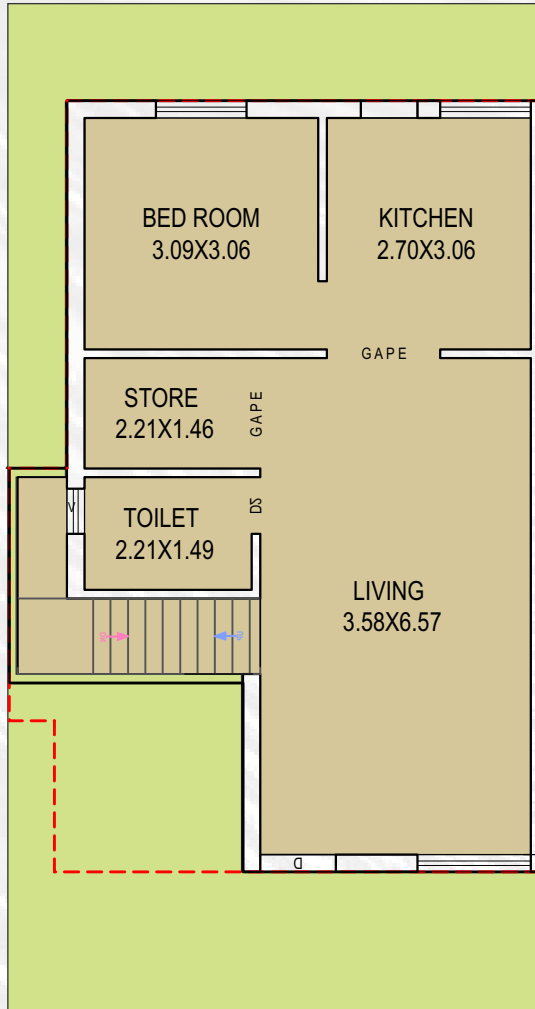 BED ROOM
3.09X3.06
KITCHEN
2.70X3.06
GAPE
STORE
2.21X1.46
GAPE
TOILET
2.21X1.49
V
LIVING
3.58X6.57
D